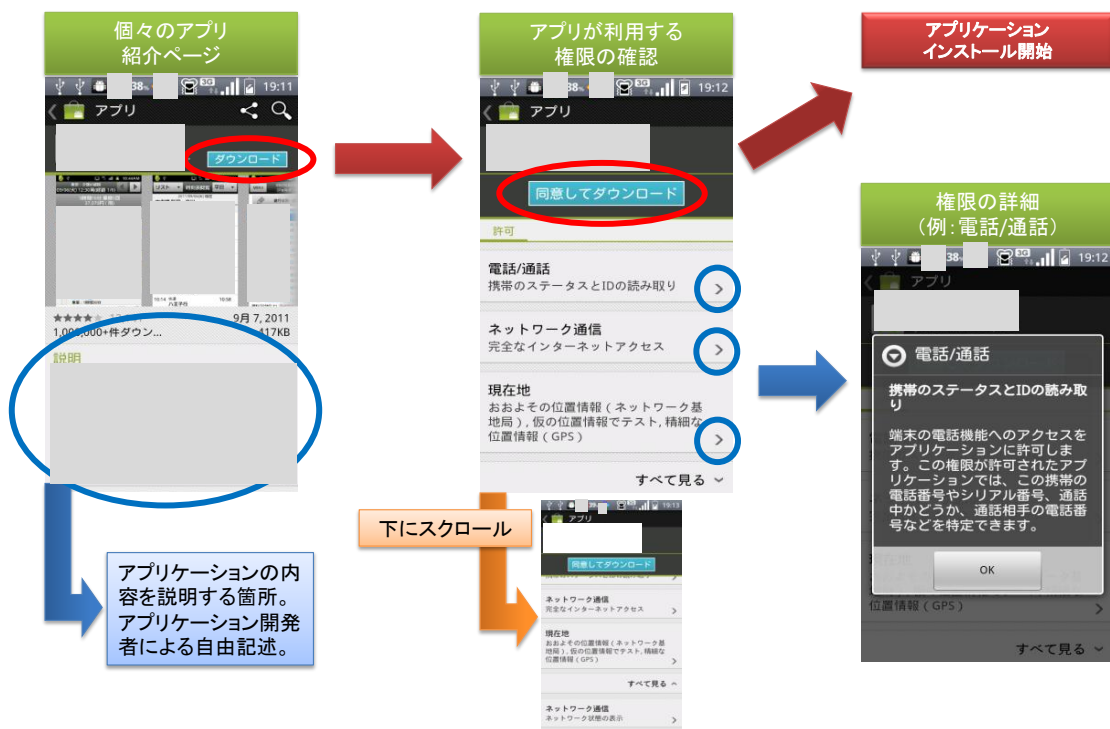 個々のアプリ
紹介ページ
アプリが利用する
権限の確認
アプリケーション
インストール開始
38%
3G
19:11
アプリ
ダウンロード
9月 7, 2011
1,000,000+件ダウン...
417KB
説明
アプリケーションの内
容を説明する箇所。
アプリケーション開発
者による自由記述。
38%
3G
19:12
アプリ
同意してダウンロード
許可
電話/通話
携帯のステータスとIDの読み取り
ネットワーク通信
完全なインターネットアクセス
現在地
おおよその位置情報 ( ネットワーク基
地局 ) , 仮の位置情報でテスト, 精細な
位置情報 ( GPS )
すべて見る
下にスクロール
19:13
アプリ
同意してダウンロード
ネットワーク通信
完全なインターネットアクセス
現在地
おおよその位置情報 ( ネットワーク基
地局 ) , 仮の位置情報でテスト, 精細な
位置情報 ( GPS )
すべて見る
ネットワーク通信
ネットワーク状態の表示
権限の詳細
（例：電話/通話）
38%
3G
19:12
アプリ
電話/通話
携帯のステータスとIDの読み取
り
端末の電話機能へのアクセスを
アプリケーションに許可しま
す。この権限が許可されたアプ
リケーションでは、この携帯の
電話番号やシリアル番号、通話
中かどうか、通話相手の電話番
号などを特定できます。
OK
位置情報 ( GPS )
すべて見る